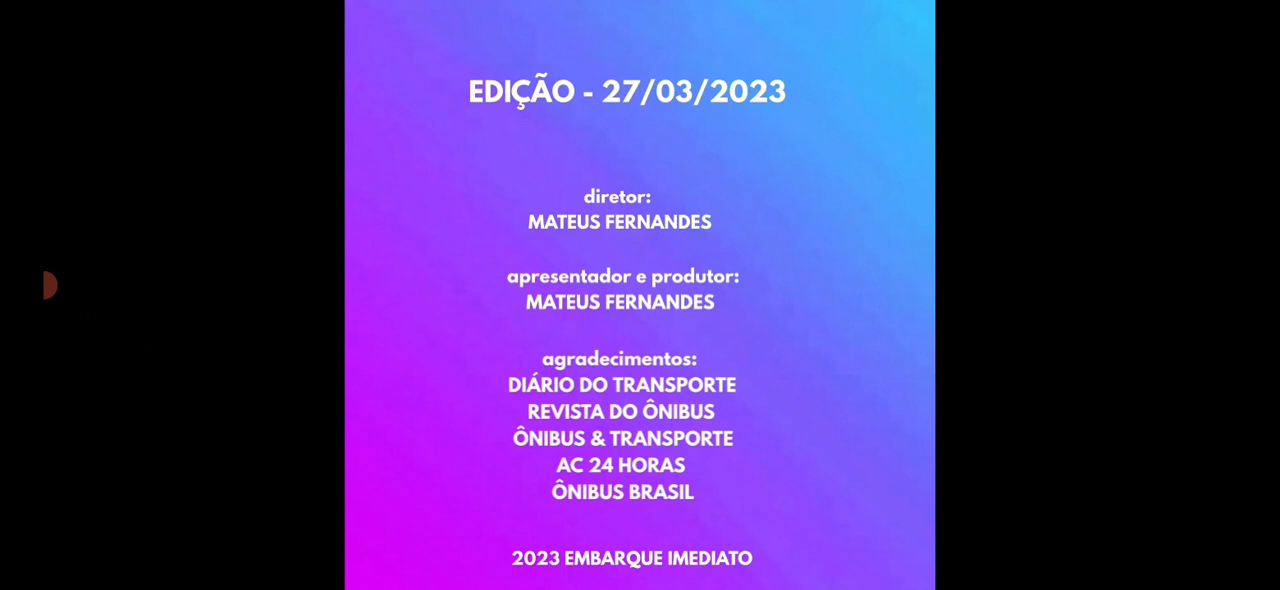 EDIÇÃO - 27/03/2023
diretor:
MATEUS FERNANDES
apresentador e produtor:
MATEUS FERNANDES
agradecimentos:
DIÁRIO DO TRANSPORTE
REVISTA DO ÔNIBUS
ÔNIBUS & TRANSPORTE
AC 24 HORAS
ÔNIBUS BRASIL
2023 EMBARQUE IMEDIATO